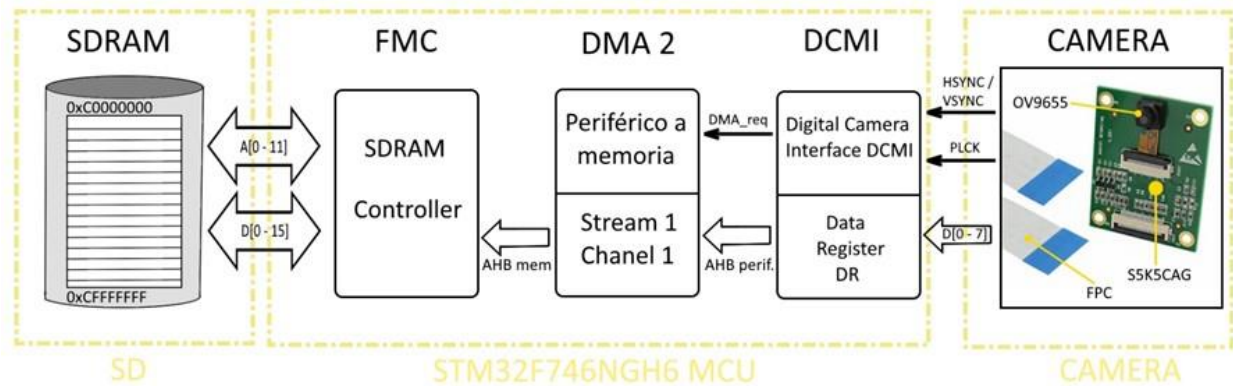 SDRAM
FMC
DMA 2
DCMI
CAMERA
0xC0000000
0xCFFFFFFF
A[0 - 11]
D[0 - 15]
SDRAM
Controller
AHB mem
Periférico a
memoria
Stream 1
Chanel 1
DMA_req
AHB perif.
Digital Camera
Interface DCMI
Data
Register
DR
HSYNC /
VSYNC
PLCK
D[0 - 7]
OV9655
S5K5CAG
FPC
SD
STM32F746NGH6 MCU
CAMERA